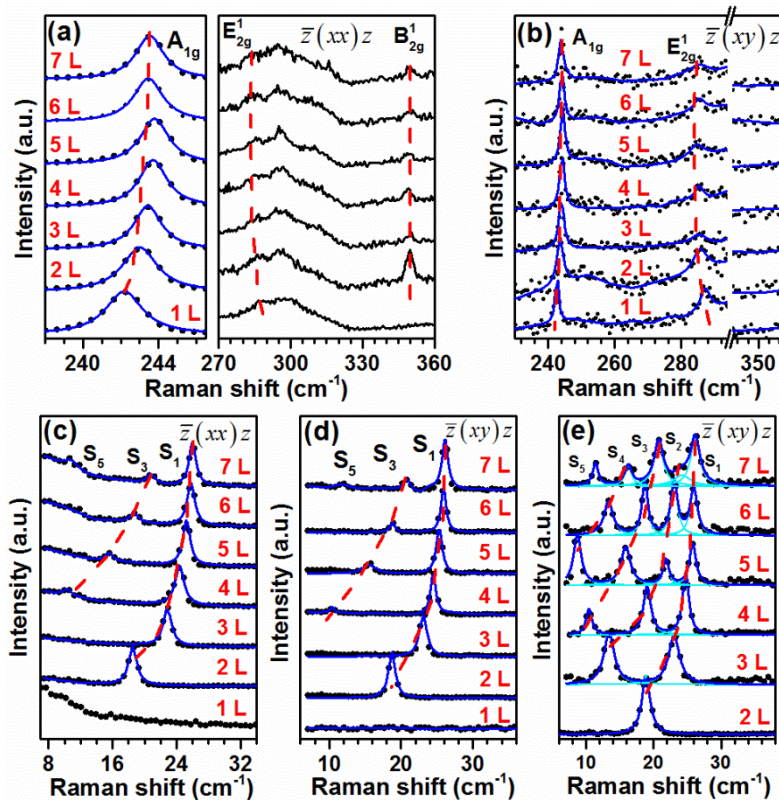 (a)
A1g
7 L
6 L
5 L
4 L
3 L
2 L
1 L
Intensity (a.u.)
240
244
Raman shift (cm-1)
E12g
z̅(xx)z
B12g
270
300
330
360
Raman shift (cm-1)
(b)
A1g
E12g
z̅(xy)z
7 L
6 L
5 L
4 L
3 L
2 L
1 L
Intensity (a.u.)
240
260
280
350
Raman shift (cm-1)
(c)
z̅(xx)z
S5
S3
S1
7 L
6 L
5 L
4 L
3 L
2 L
1 L
Intensity (a.u.)
8
16
24
32
Raman shift (cm-1)
(d)
z̅(xy)z
S5
S3
S1
7 L
6 L
5 L
4 L
3 L
2 L
1 L
Intensity (a.u.)
10
20
30
Raman shift (cm-1)
(e)
z̅(xy)z
S5
S4
S3
S2
S1
7 L
6 L
5 L
4 L
3 L
2 L
Intensity (a.u.)
10
20
30
Raman shift (cm-1)